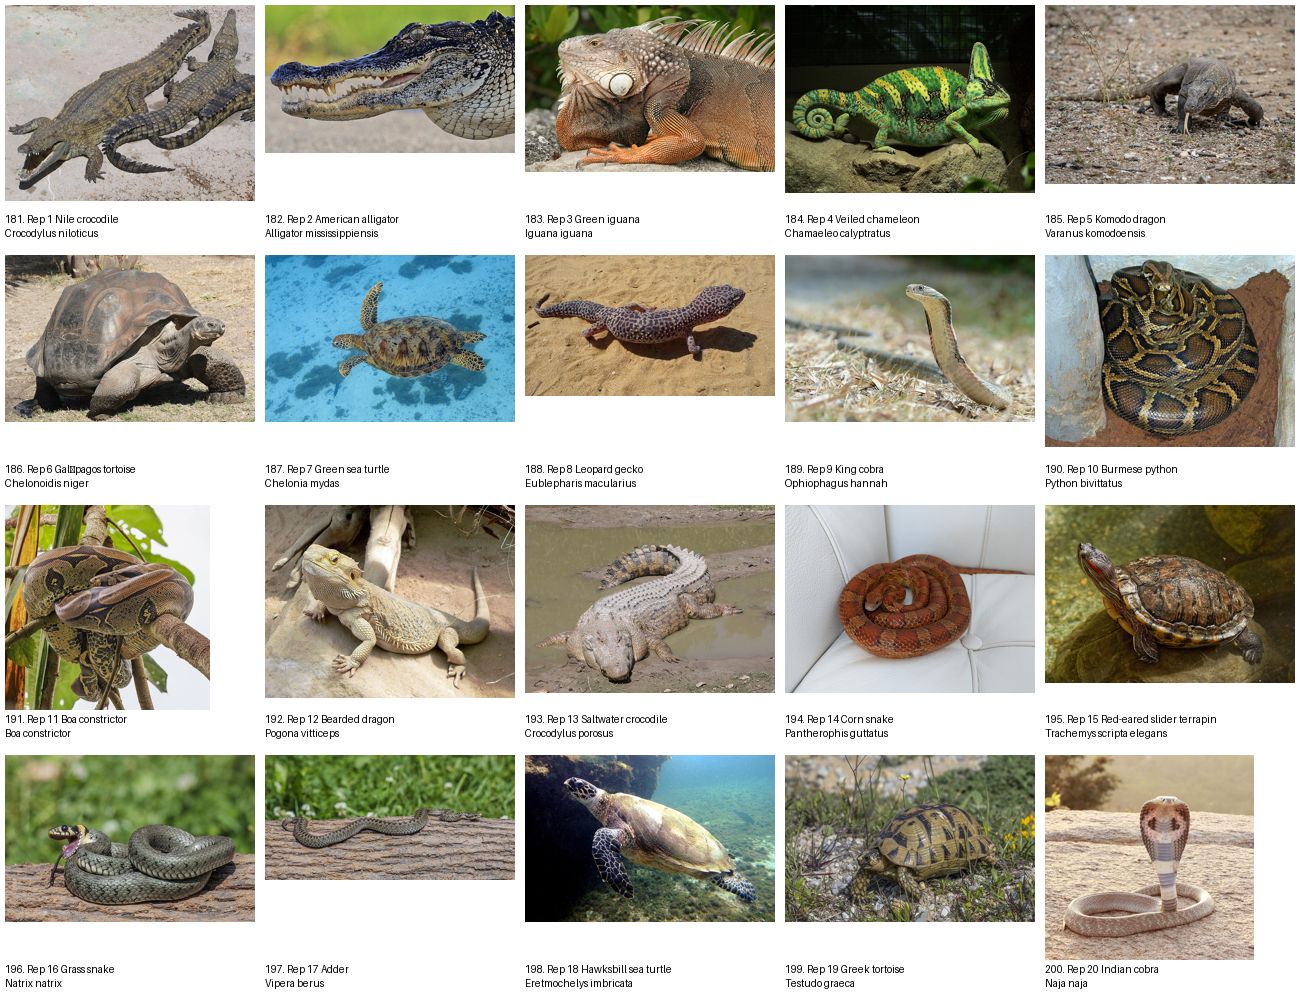 181. Rep 1 Nile crocodile
Crocodylus niloticus
182. Rep 2 American alligator
Alligator mississippiensis
183. Rep 3 Green iguana
Iguana iguana
184. Rep 4 Veiled chameleon
Chamaeleo calyptratus
185. Rep 5 Komodo dragon
Varanus komodoensis
186. Rep 6 Gal▯pagos tortoise
Chelonoidis niger
187. Rep 7 Green sea turtle
Chelonia mydas
188. Rep 8 Leopard gecko
Eublepharis macularius
189. Rep 9 King cobra
Ophiophagus hannah
190. Rep 10 Burmese python
Python bivittatus
191. Rep 11 Boa constrictor
Boa constrictor
192. Rep 12 Bearded dragon
Pogona vitticeps
193. Rep 13 Saltwater crocodile
Crocodylus porosus
194. Rep 14 Corn snake
Pantherophis guttatus
195. Rep 15 Red-eared slider terrapin
Trachemys scripta elegans
196. Rep 16 Grass snake
Natrix natrix
197. Rep 17 Adder
Vipera berus
198. Rep 18 Hawksbill sea turtle
Eretmochelys imbricata
199. Rep 19 Greek tortoise
Testudo graeca
200. Rep 20 Indian cobra
Naja naja